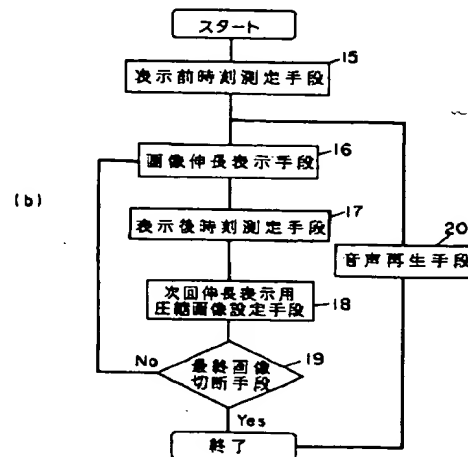 スタート
15
表示前時刻測定手段
16
画像伸長表示手段
(b)
17
表示後時刻測定手段
20
音声再生手段
次回伸長表示用
圧縮画像設定手段
18
19
最終画像
切断手段
No
Yes
終了